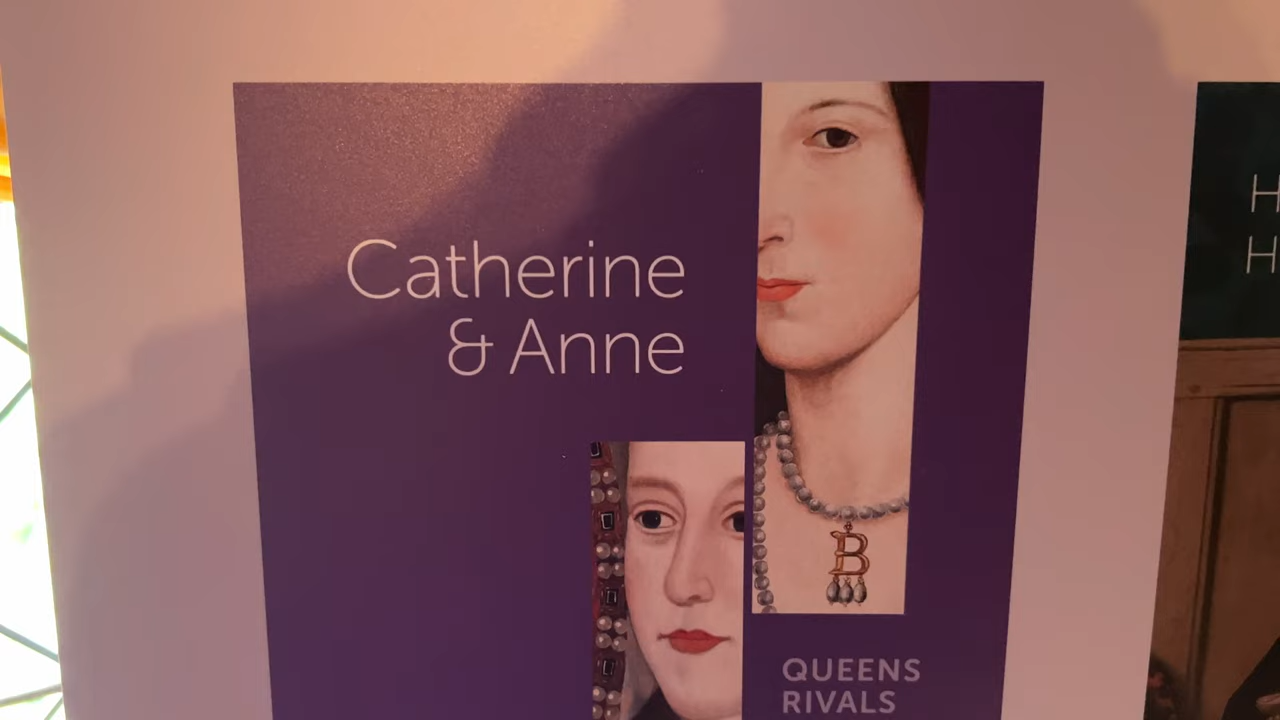 Catherine
& Anne
B
QUEENS
RIVALS
H
H